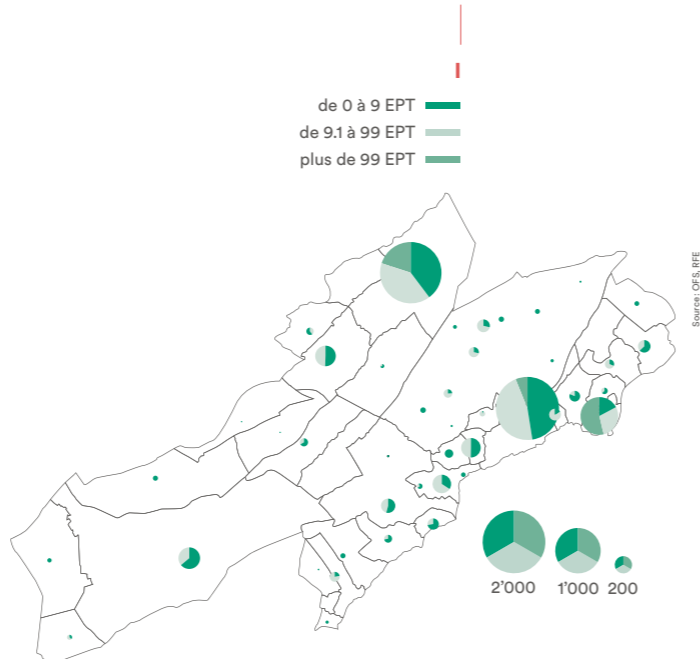 de 0 à 9 EPT
de 9.1 à 99 EPT
plus de 99 EPT
Source: OFS, RFE
2'000
1'000
200